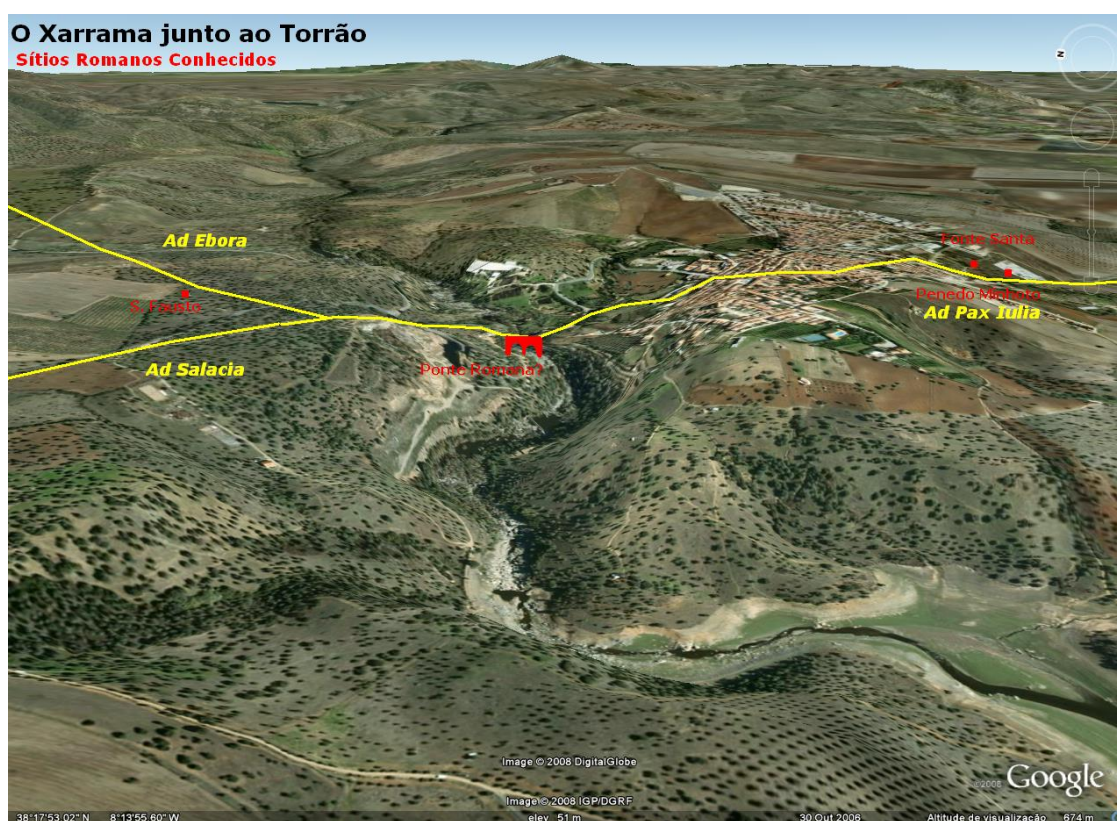 O Xarrama junto ao Torrão
Sítios Romanos Conhecidos
N
Ad Ebora
Fonte Santa
S. Fausto
Penedo Minhoto
Ad Pax Iulia
Ad Salacia
Ponte Romana?
Image © 2008 DigitalGlobe
©2008 Google
Image © 2008 IGP/DGRF
38°17'53.02" N 8°13'55.60" W elev 51 m 30 Out 2006 Altitude de visualização 674 m